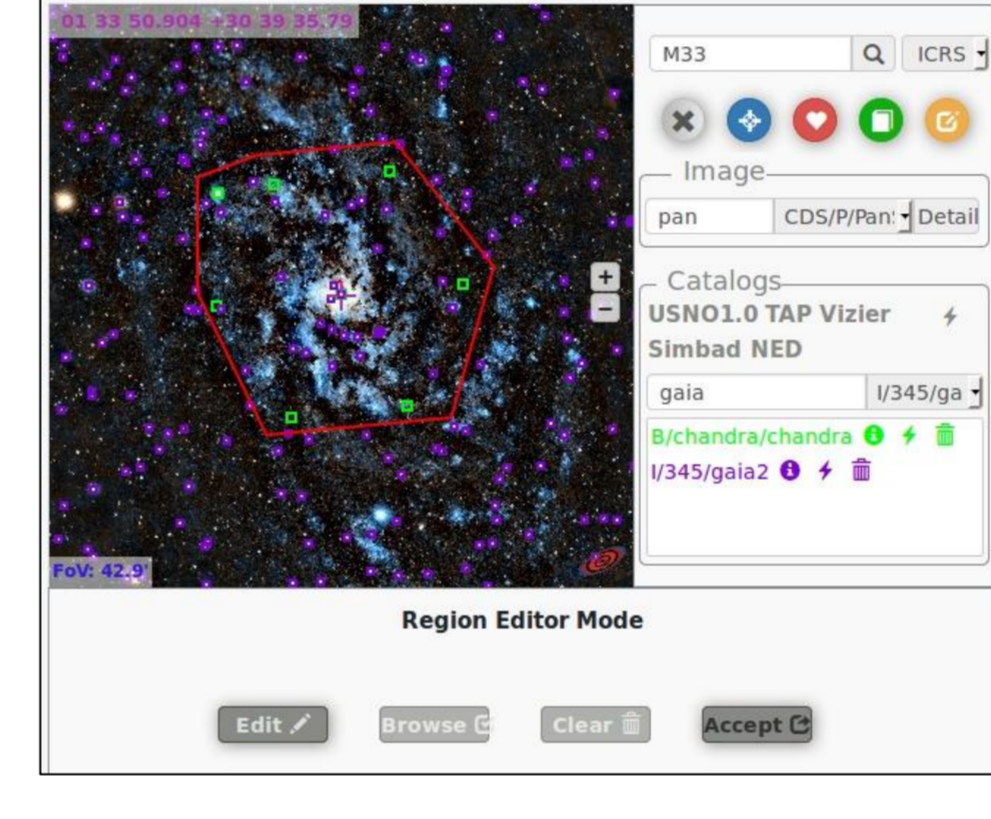 01 33 50.904 +30 39 35.79
M33
ICRS
Image
pan
CDS/P/Pan
Detail
Catalogs
USNO1.0 TAP Vizier
Simbad NED
gaia
I/345/ga
B/chandra/chandra
I/345/gaia2
+
−
FoV: 42.9'
Region Editor Mode
Edit
Browse
Clear
Accept